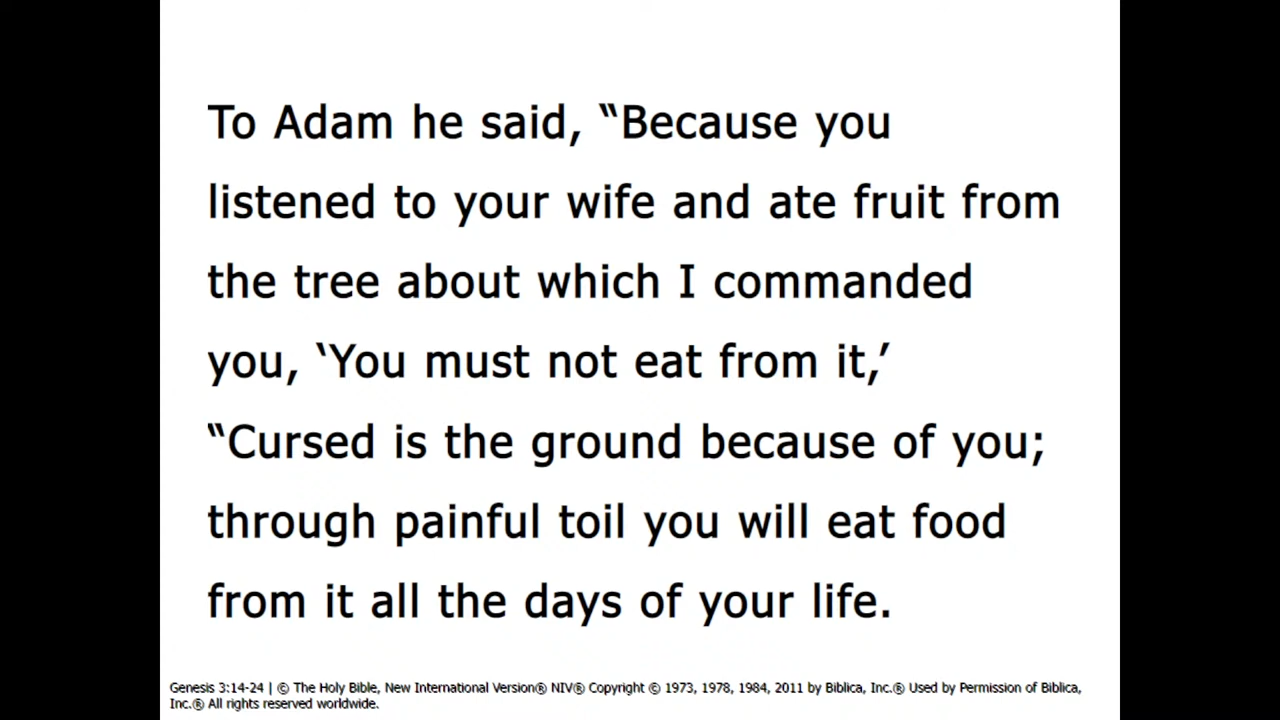 To Adam he said, “Because you
listened to your wife and ate fruit from
the tree about which I commanded
you, ‘You must not eat from it,’
“Cursed is the ground because of you;
through painful toil you will eat food
from it all the days of your life.
Genesis 3:14-24 | © The Holy Bible, New International Version® NIV® Copyright © 1973, 1978, 1984, 2011 by Biblica, Inc.® Used by Permission of Biblica,
Inc.® All rights reserved worldwide.